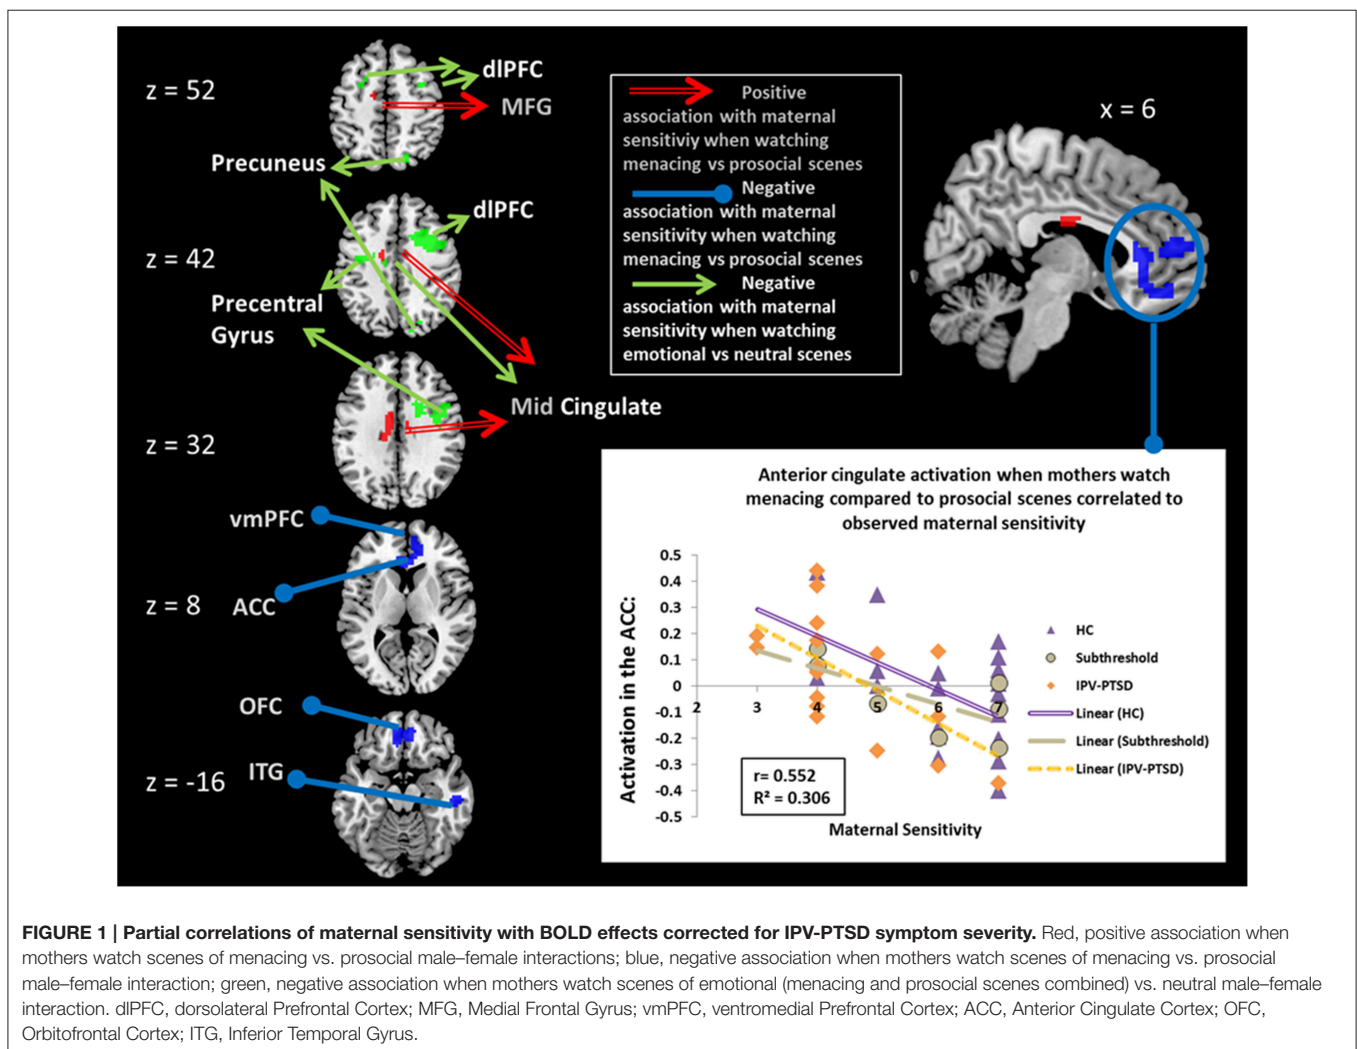 z = 52
dlPFC
MFG
Precuneus
z = 42
dlPFC
Precentral
Gyrus
Mid Cingulate
z = 32
vmPFC
z = 8
ACC
OFC
ITG
z = -16
Positive
association with maternal
sensitiviy when watching
menacing vs prosocial scenes
Negative
association with maternal
sensitivity when watching
menacing vs prosocial scenes
Negative
association with maternal
sensitivity when watching
emotional vs neutral scenes
x = 6
Anterior cingulate activation when mothers watch
menacing compared to prosocial scenes correlated to
observed maternal sensitivity
Activation in the ACC:
0.5
0.4
0.3
0.2
0.1
0
-0.1
-0.2
-0.3
-0.4
-0.5
2 3 4 5 6 7
r= 0.552
R² = 0.306
Maternal Sensitivity
HC
Subthreshold
IPV-PTSD
Linear (HC)
Linear (Subthreshold)
Linear (IPV-PTSD)
FIGURE 1 | Partial correlations of maternal sensitivity with BOLD effects corrected for IPV-PTSD symptom severity. Red, positive association when
mothers watch scenes of menacing vs. prosocial male–female interactions; blue, negative association when mothers watch scenes of menacing vs. prosocial
male–female interaction; green, negative association when mothers watch scenes of emotional (menacing and prosocial scenes combined) vs. neutral male–female
interaction. dlPFC, dorsolateral Prefrontal Cortex; MFG, Medial Frontal Gyrus; vmPFC, ventromedial Prefrontal Cortex; ACC, Anterior Cingulate Cortex; OFC,
Orbitofrontal Cortex; ITG, Inferior Temporal Gyrus.